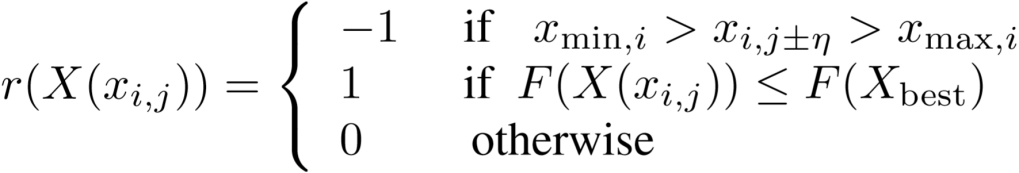 −1 if x_{min,i} > x_{i,j±η} > x_{max,i}
r(X(x_{i,j})) = { 1 if F(X(x_{i,j})) ≤ F(X_{best})
0 otherwise